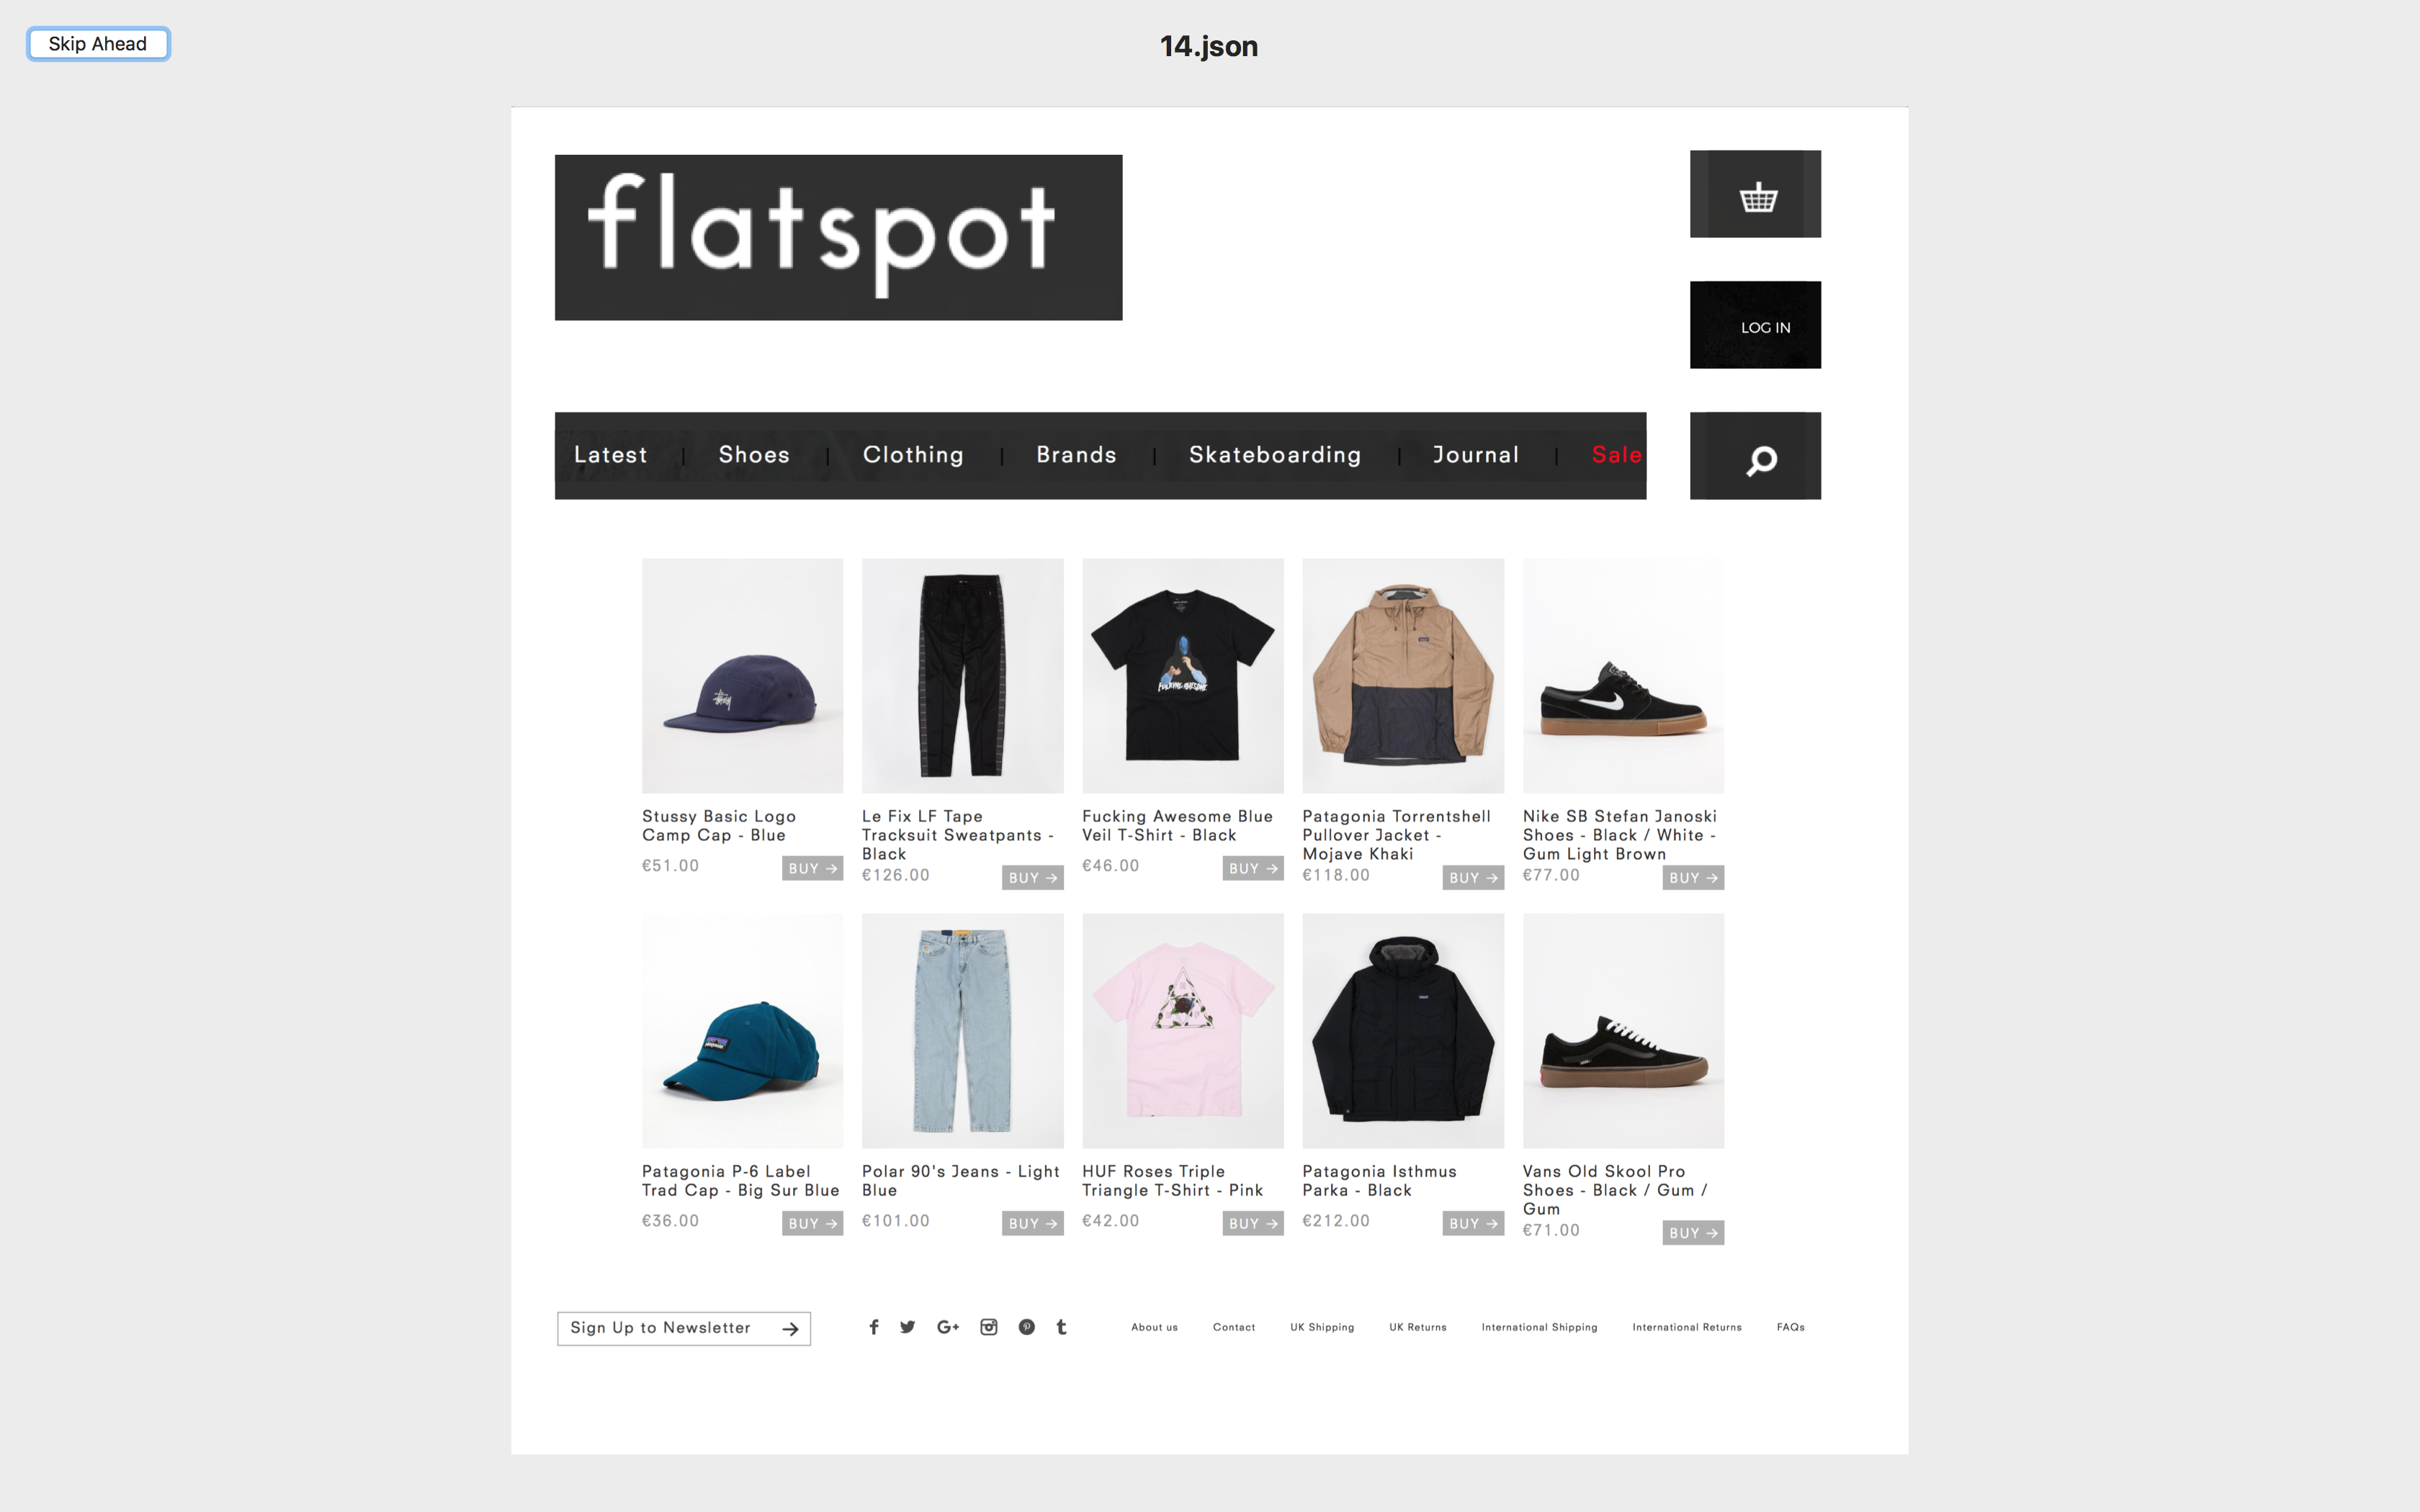 Skip Ahead
14.json
flatspot
LOG IN
Latest | Shoes | Clothing | Brands | Skateboarding | Journal | Sale
Stussy Basic Logo
Camp Cap - Blue
€51.00
BUY →
Le Fix LF Tape
Tracksuit Sweatpants -
Black
€126.00
BUY →
FUCKING AWESOME
Fucking Awesome Blue
Veil T-Shirt - Black
€46.00
BUY →
Patagonia Torrentshell
Pullover Jacket -
Mojave Khaki
€118.00
BUY →
Nike SB Stefan Janoski
Shoes - Black / White -
Gum Light Brown
€77.00
BUY →
Patagonia P-6 Label
Trad Cap - Big Sur Blue
€36.00
BUY →
Polar 90's Jeans - Light
Blue
€101.00
BUY →
HUF Roses Triple
Triangle T-Shirt - Pink
€42.00
BUY →
Patagonia Isthmus
Parka - Black
€212.00
BUY →
Vans Old Skool Pro
Shoes - Black / Gum /
Gum
€71.00
BUY →
Sign Up to Newsletter →
About us Contact UK Shipping UK Returns International Shipping International Returns FAQs